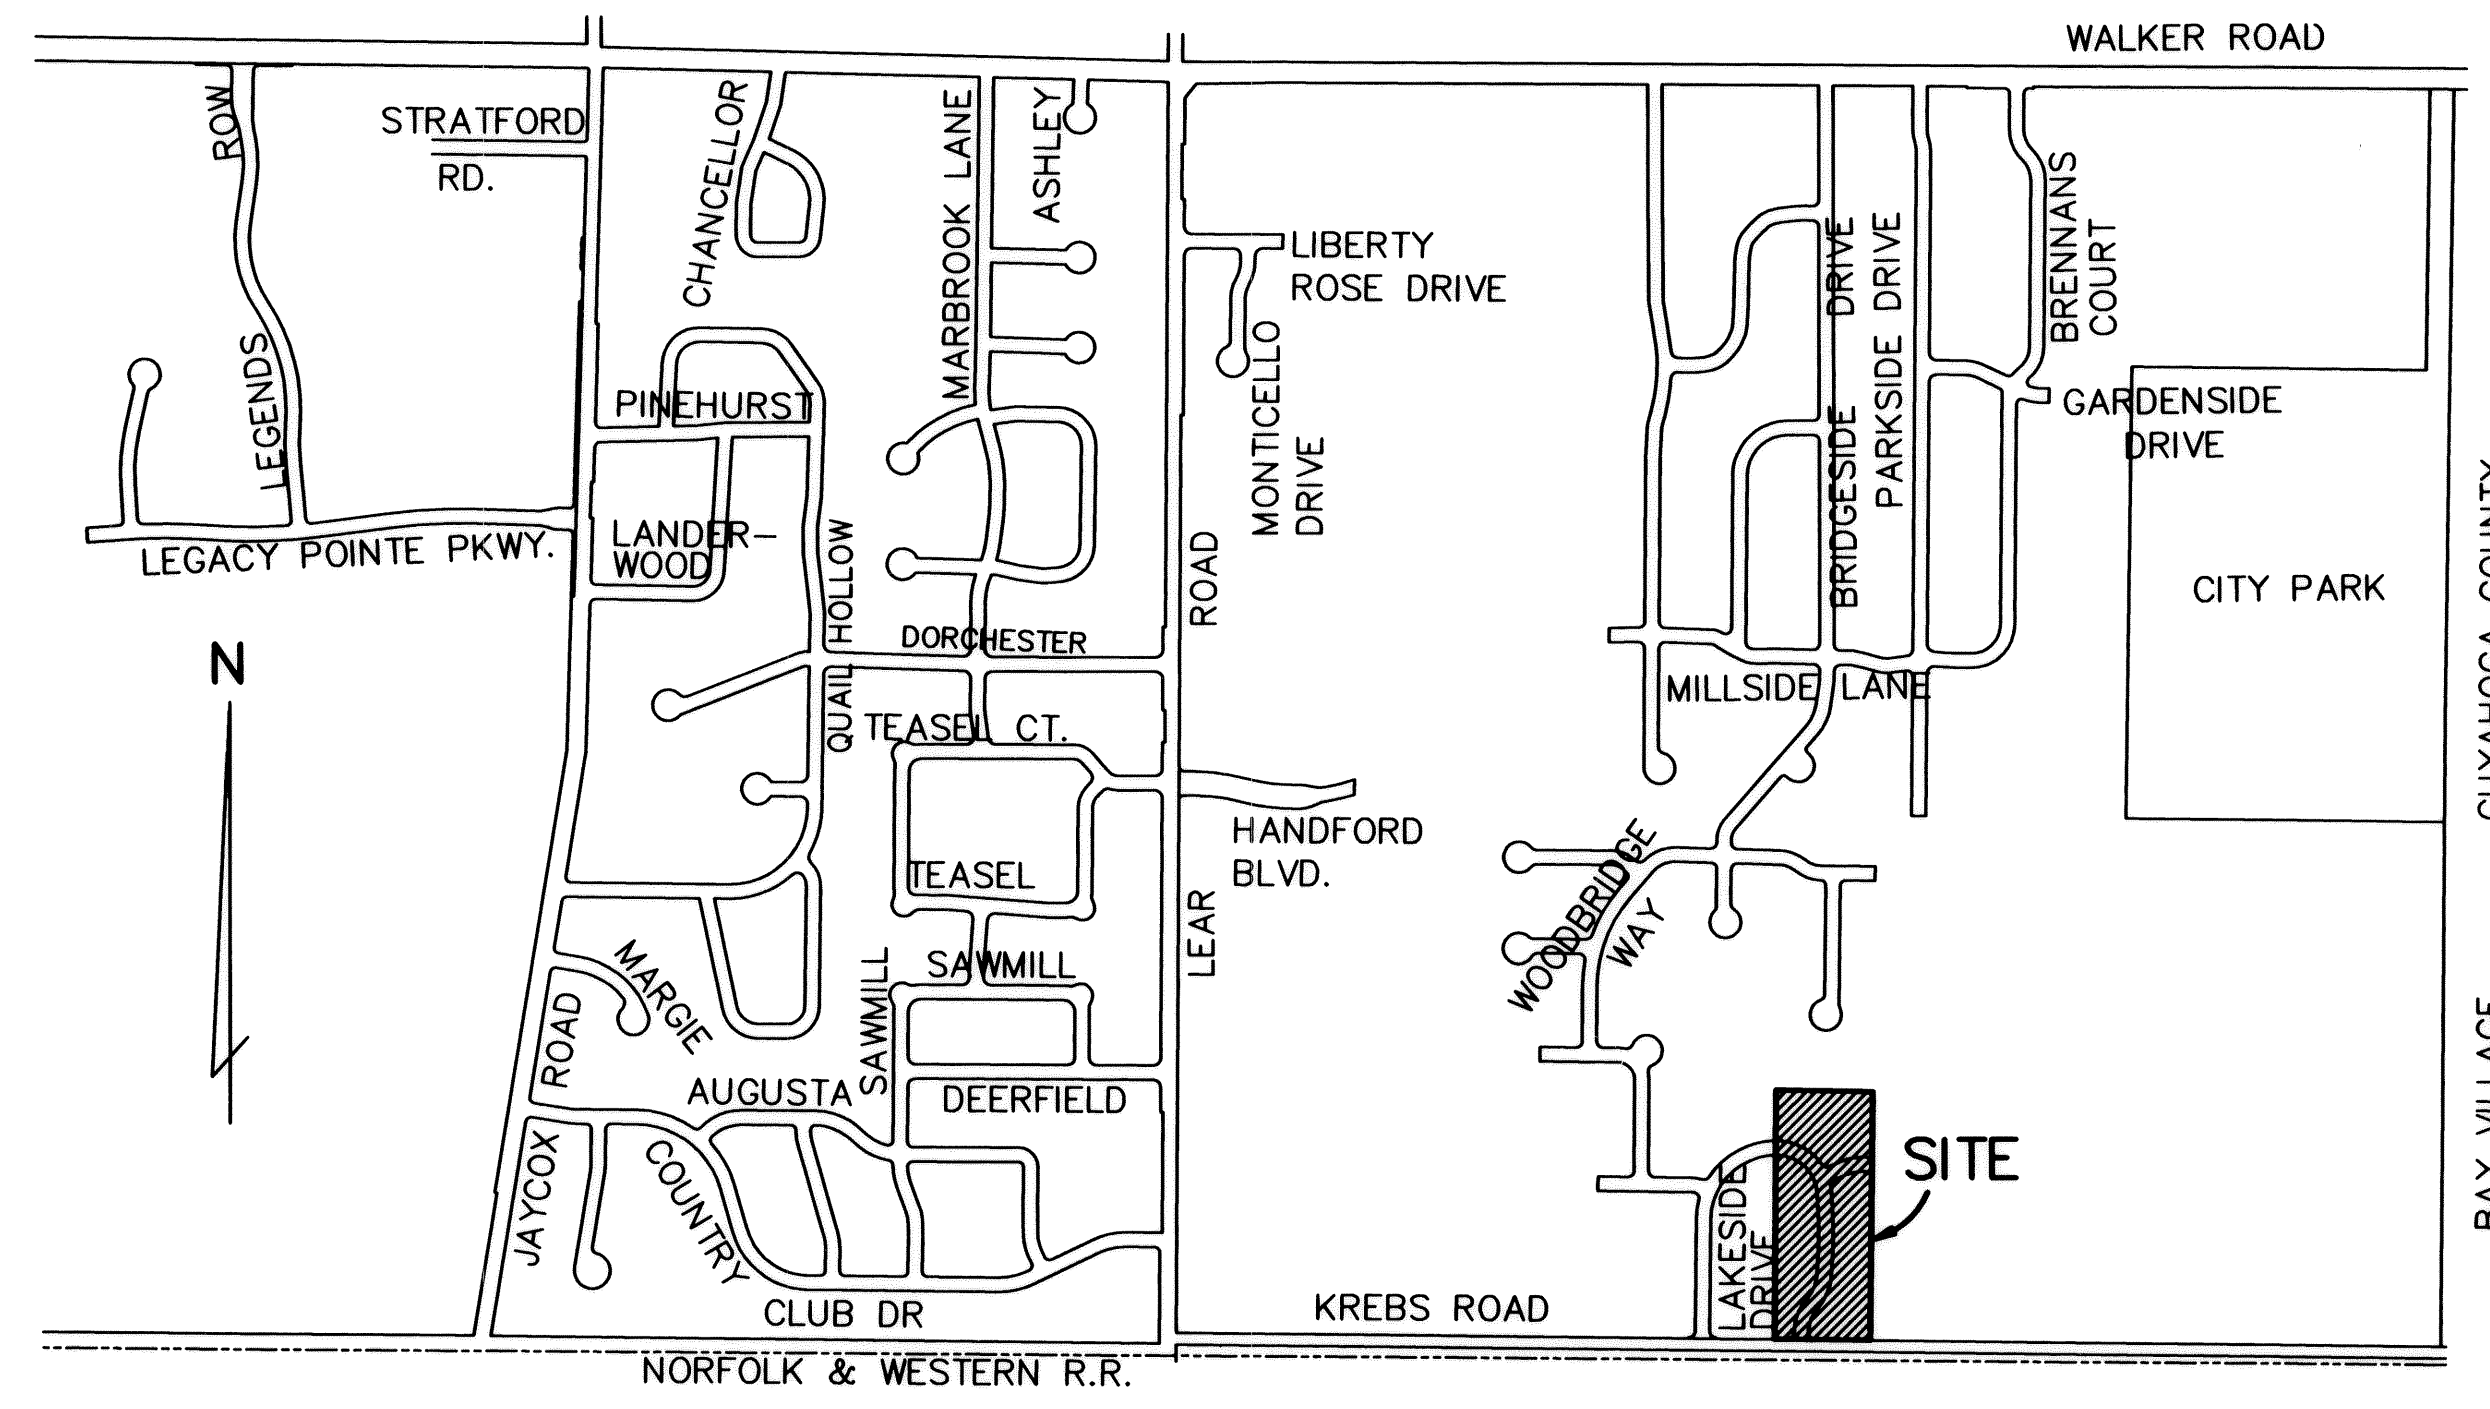 WALKER ROAD
ROW
LEGENDS
STRATFORD
RD.
CHANCELLOR
MARBROOK LANE
ASHLEY
LIBERTY
ROSE DRIVE
MONTICELLO
DRIVE
BRIDGESIDE DRIVE
PARKSIDE DRIVE
BRENNANS
COURT
GARDENSIDE
DRIVE
PINEHURST
LEGACY POINTE PKWY.
LANDER-
WOOD
QUAIL HOLLOW
DORCHESTER
LEAR ROAD
CITY PARK
N
MILLSIDE LANE
TEASEL CT.
HANDFORD
BLVD.
TEASEL
WOODBRIDGE
WAY
MARGIE
SAWMILL
SAWMILL
JAYCOX ROAD
AUGUSTA
DEERFIELD
COUNTRY
CLUB DR
SITE
LAKESIDE
DRIVE
KREBS ROAD
NORFOLK & WESTERN R.R.